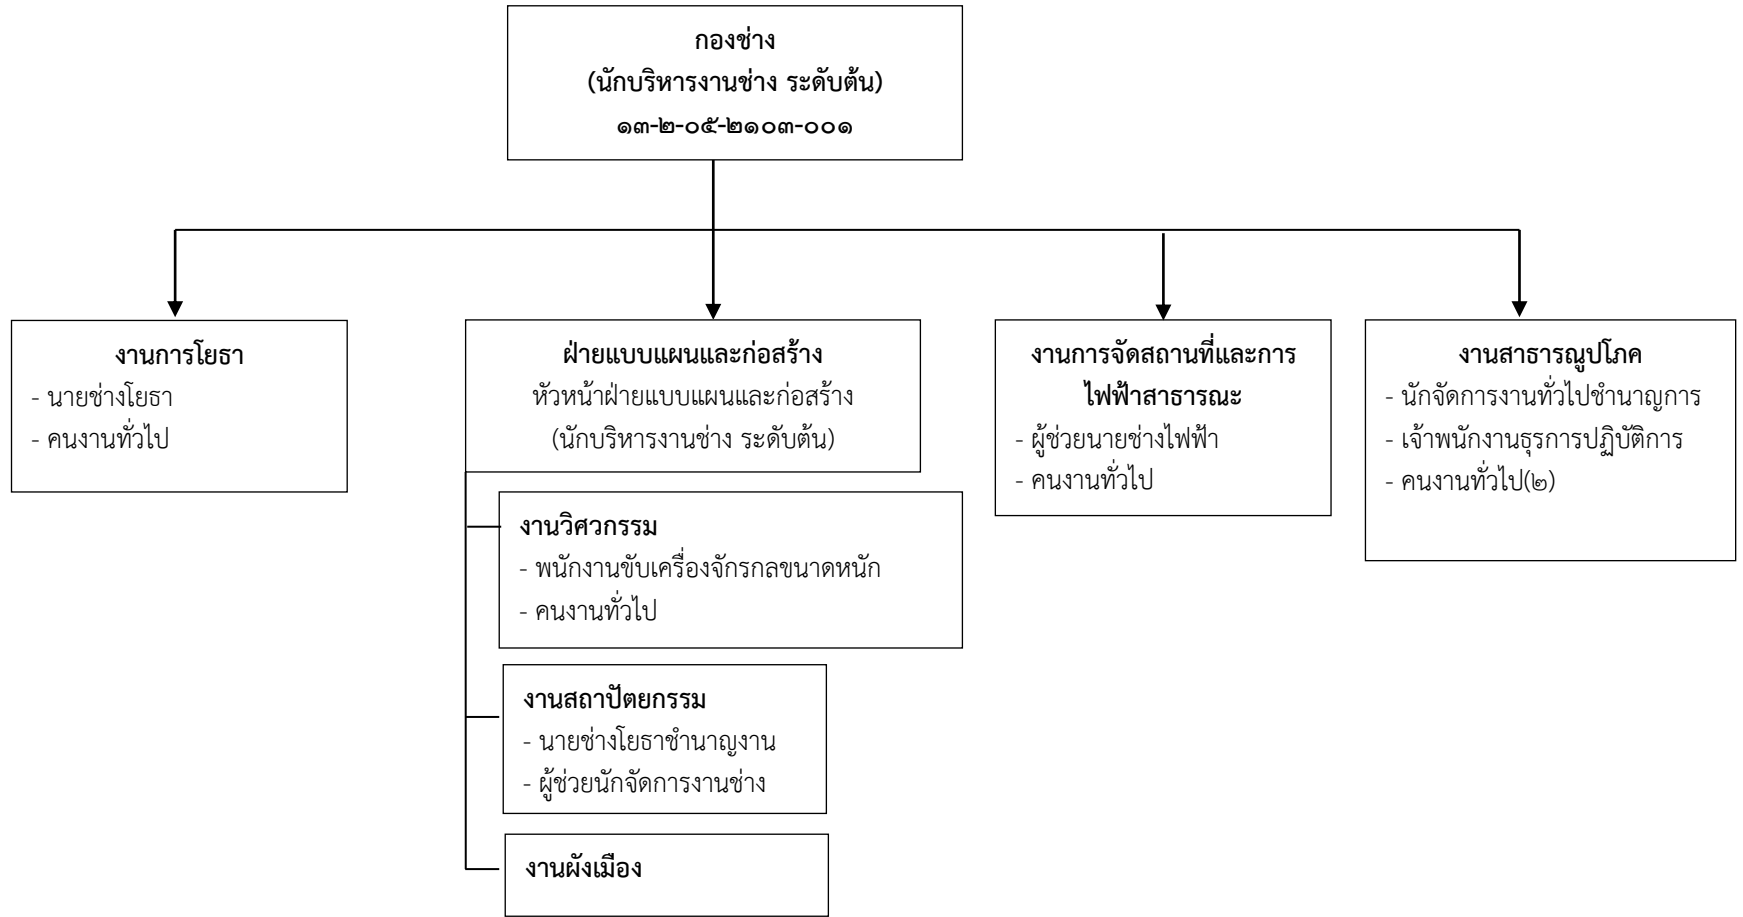 กองช่าง
(นักบริหารงานช่าง ระดับต้น)
๑๓-๒-๐๕-๒๑๐๓-๐๐๑
งานการโยธา
- นายช่างโยธา
- คนงานทั่วไป
ฝ่ายแบบแผนและก่อสร้าง
หัวหน้าฝ่ายแบบแผนและก่อสร้าง
(นักบริหารงานช่าง ระดับต้น)
งานวิศวกรรม
- พนักงานขับเครื่องจักรกลขนาดหนัก
- คนงานทั่วไป
งานสถาปัตยกรรม
- นายช่างโยธาชำนาญงาน
- ผู้ช่วยนักจัดการงานช่าง
งานผังเมือง
งานการจัดสถานที่และการ
ไฟฟ้าสาธารณะ
- ผู้ช่วยนายช่างไฟฟ้า
- คนงานทั่วไป
งานสาธารณูปโภค
- นักจัดการงานทั่วไปชำนาญการ
- เจ้าพนักงานธุรการปฏิบัติการ
- คนงานทั่วไป(๒)